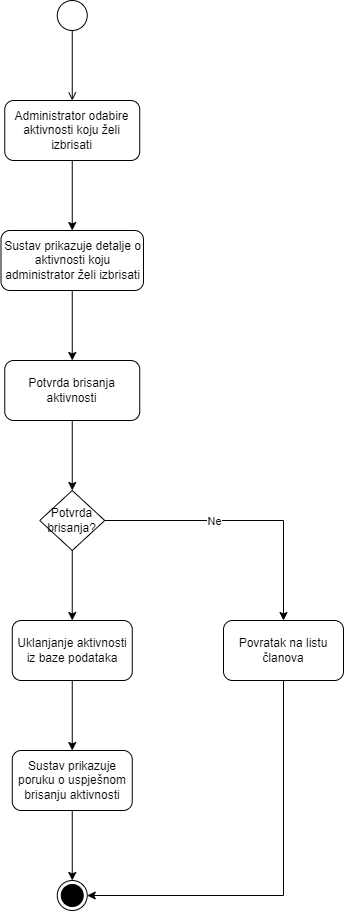 Administrator odabire
aktivnosti koju želi
izbrisati
Sustav prikazuje detalje o
aktivnosti koju
administrator želi izbrisati
Potvrda brisanja
aktivnosti
Potvrda
brisanja?
Ne
Uklanjanje aktivnosti
iz baze podataka
Povratak na listu
članova
Sustav prikazuje
poruku o uspješnom
brisanju aktivnosti